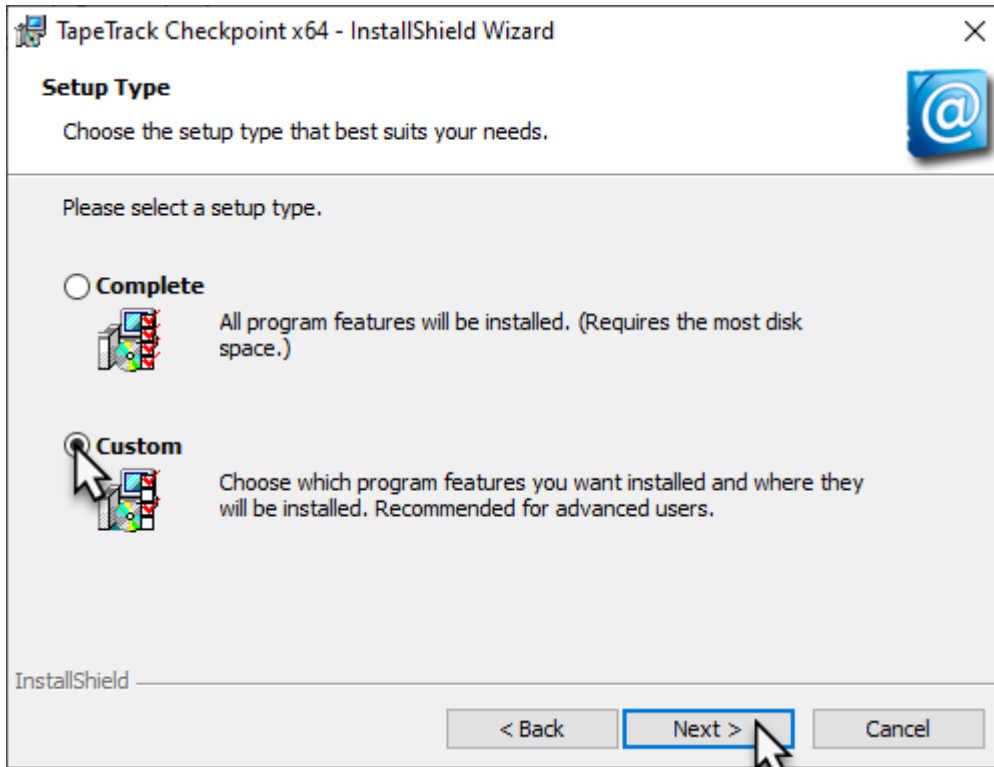 TapeTrack Checkpoint x64 - InstallShield Wizard
Setup Type
Choose the setup type that best suits your needs.
@
Please select a setup type.
Complete
All program features will be installed. (Requires the most disk
space.)
Custom
Choose which program features you want installed and where they
will be installed. Recommended for advanced users.
InstallShield
< Back
Next >
Cancel